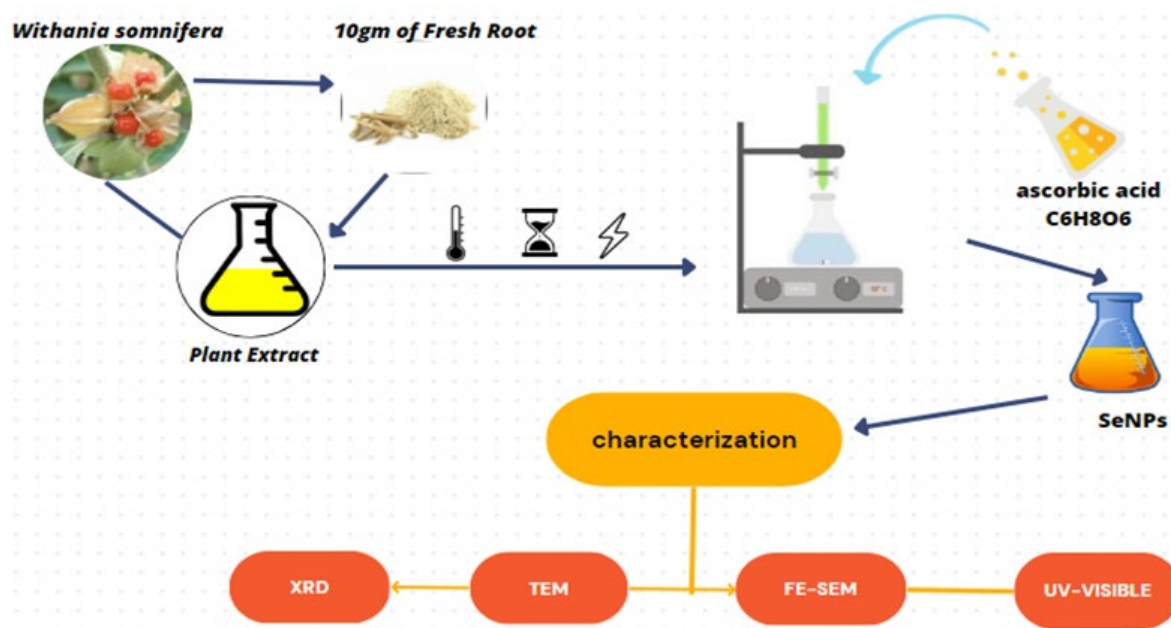 Withania somnifera
10gm of Fresh Root
ascorbic acid
C6H8O6
Plant Extract
SeNPs
characterization
XRD
TEM
FE-SEM
UV-VISIBLE